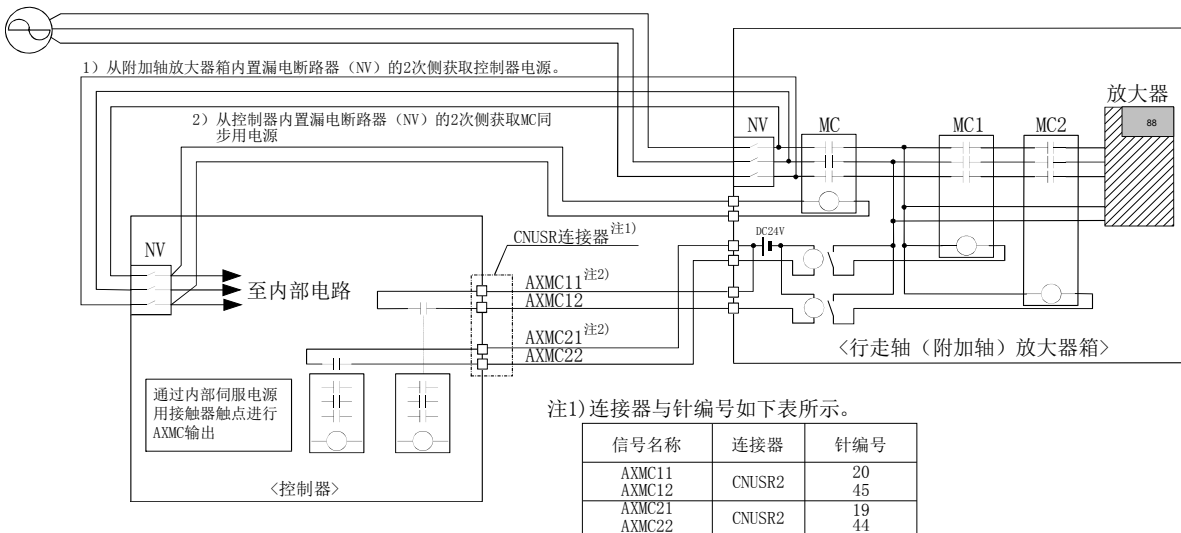 1）从附加轴放大器箱内置漏电断路器（NV）的2次侧获取控制器电源。
2）从控制器内置漏电断路器（NV）的2次侧获取MC同
步用电源
放大器
NV
MC
MC1
MC2
88
DC24V
NV
CNUSR连接器注1)
AXMC11注2)
AXMC12
至内部电路
AXMC21注2)
AXMC22
<行走轴（附加轴）放大器箱>
通过内部伺服电源
用接触器触点进行
AXMC输出
<控制器>
注1)连接器与针编号如下表所示。
信号名称 连接器 针编号
AXMC11 20
CNUSR2
AXMC12 45
AXMC21 19
CNUSR2
AXMC22 44